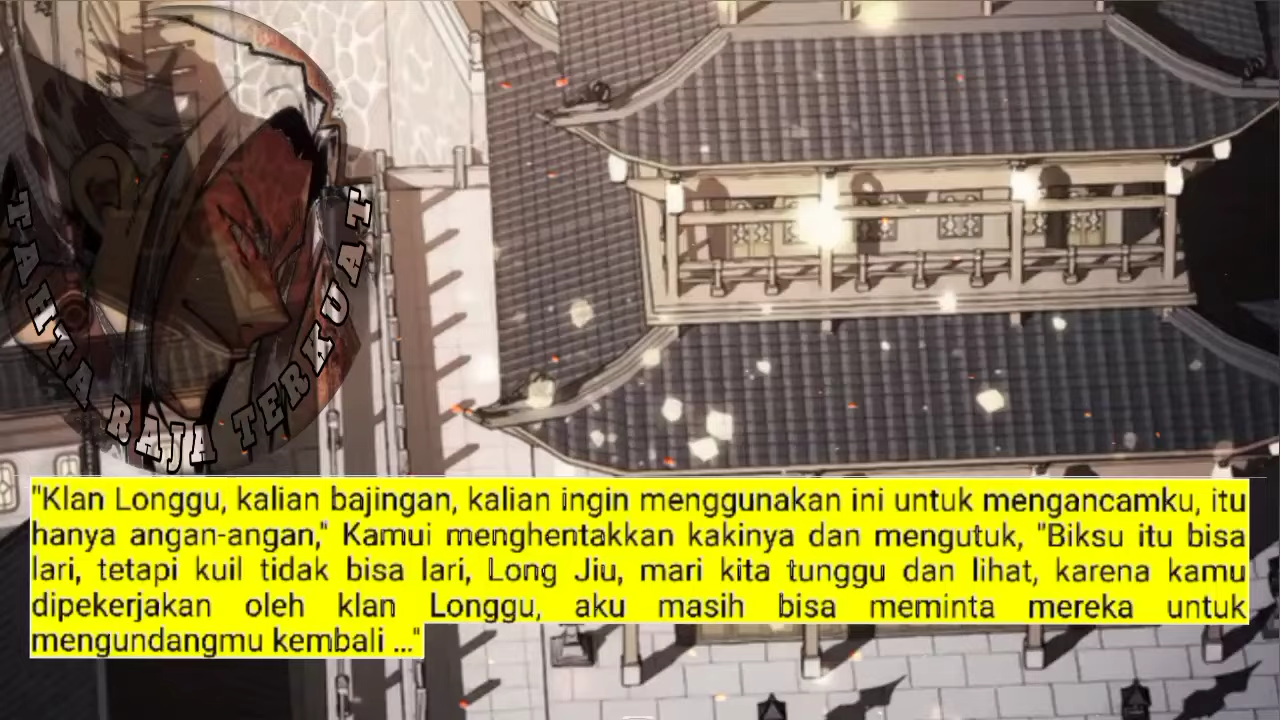 TAHTA RAJA TERKUAT
"Klan Longgu, kalian bajingan, kalian ingin menggunakan ini untuk mengancamku, itu
hanya angan-angan," Kamui menghentakkan kakinya dan mengutuk, "Biksu itu bisa
lari, tetapi kuil tidak bisa lari, Long Jiu, mari kita tunggu dan lihat, karena kamu
dipekerjakan oleh klan Longgu, aku masih bisa meminta mereka untuk
mengundangmu kembali ..."